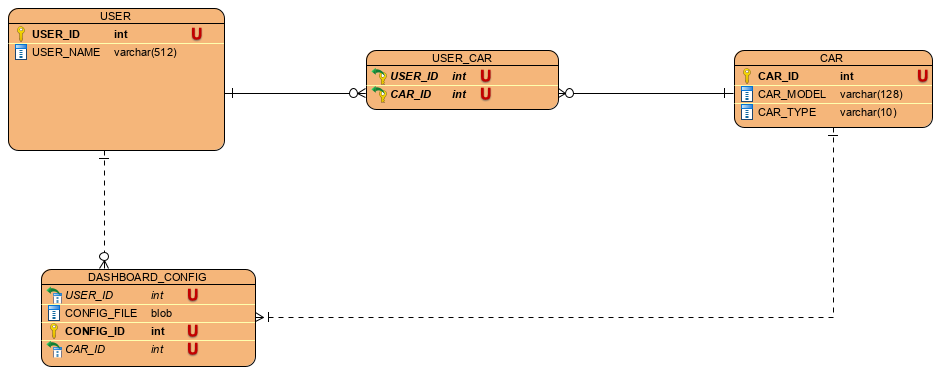 USER
USER_ID int U
USER_NAME varchar(512)
USER_CAR
USER_ID int U
CAR_ID int U
CAR
CAR_ID int U
CAR_MODEL varchar(128)
CAR_TYPE varchar(10)
DASHBOARD_CONFIG
USER_ID int U
CONFIG_FILE blob
CONFIG_ID int U
CAR_ID int U